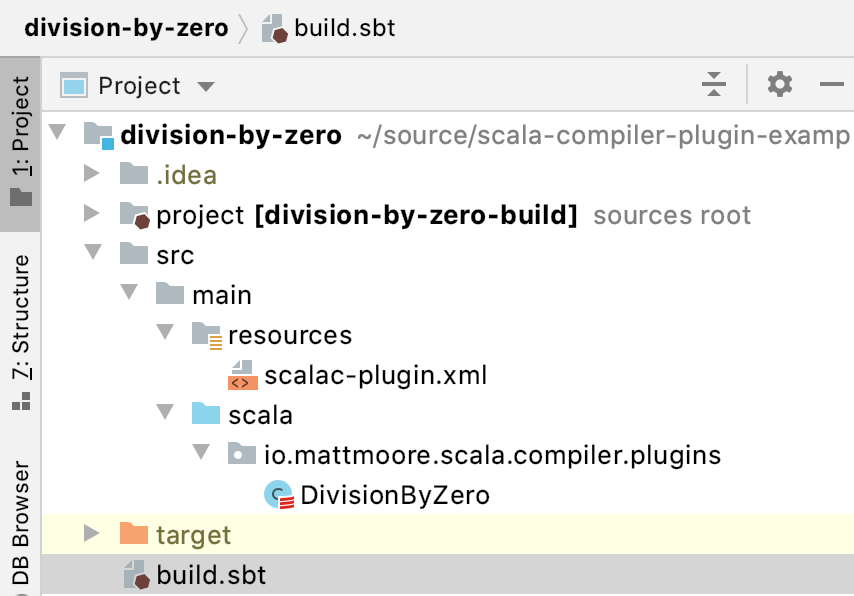 division-by-zero build.sbt
Project
division-by-zero ~/source/scala-compiler-plugin-examp
.idea
project [division-by-zero-build] sources root
src
main
resources
scalac-plugin.xml
scala
io.mattmoore.scala.compiler.plugins
DivisionByZero
target
build.sbt
1: Project
7: Structure
DB Browser